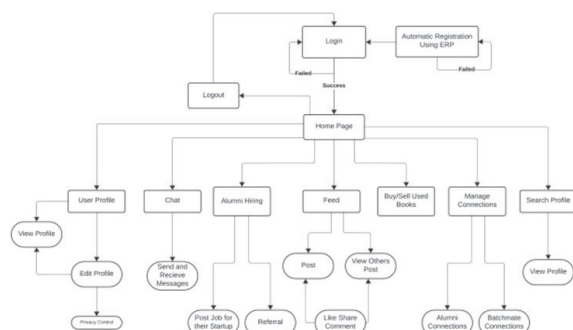 Login
Automatic Registration
Using ERP
Failed
Failed
Success
Logout
Home Page
User Profile
Chat
Alumni Hiring
Feed
Buy/Sell Used
Books
Manage
Connections
Search Profile
View Profile
Edit Profile
Send and
Recieve
Messages
Post
View Others
Post
View Profile
Privacy Control
Post Job for
their Startup
Referral
Like Share
Comment
Alumni
Connections
Batchmate
Connections